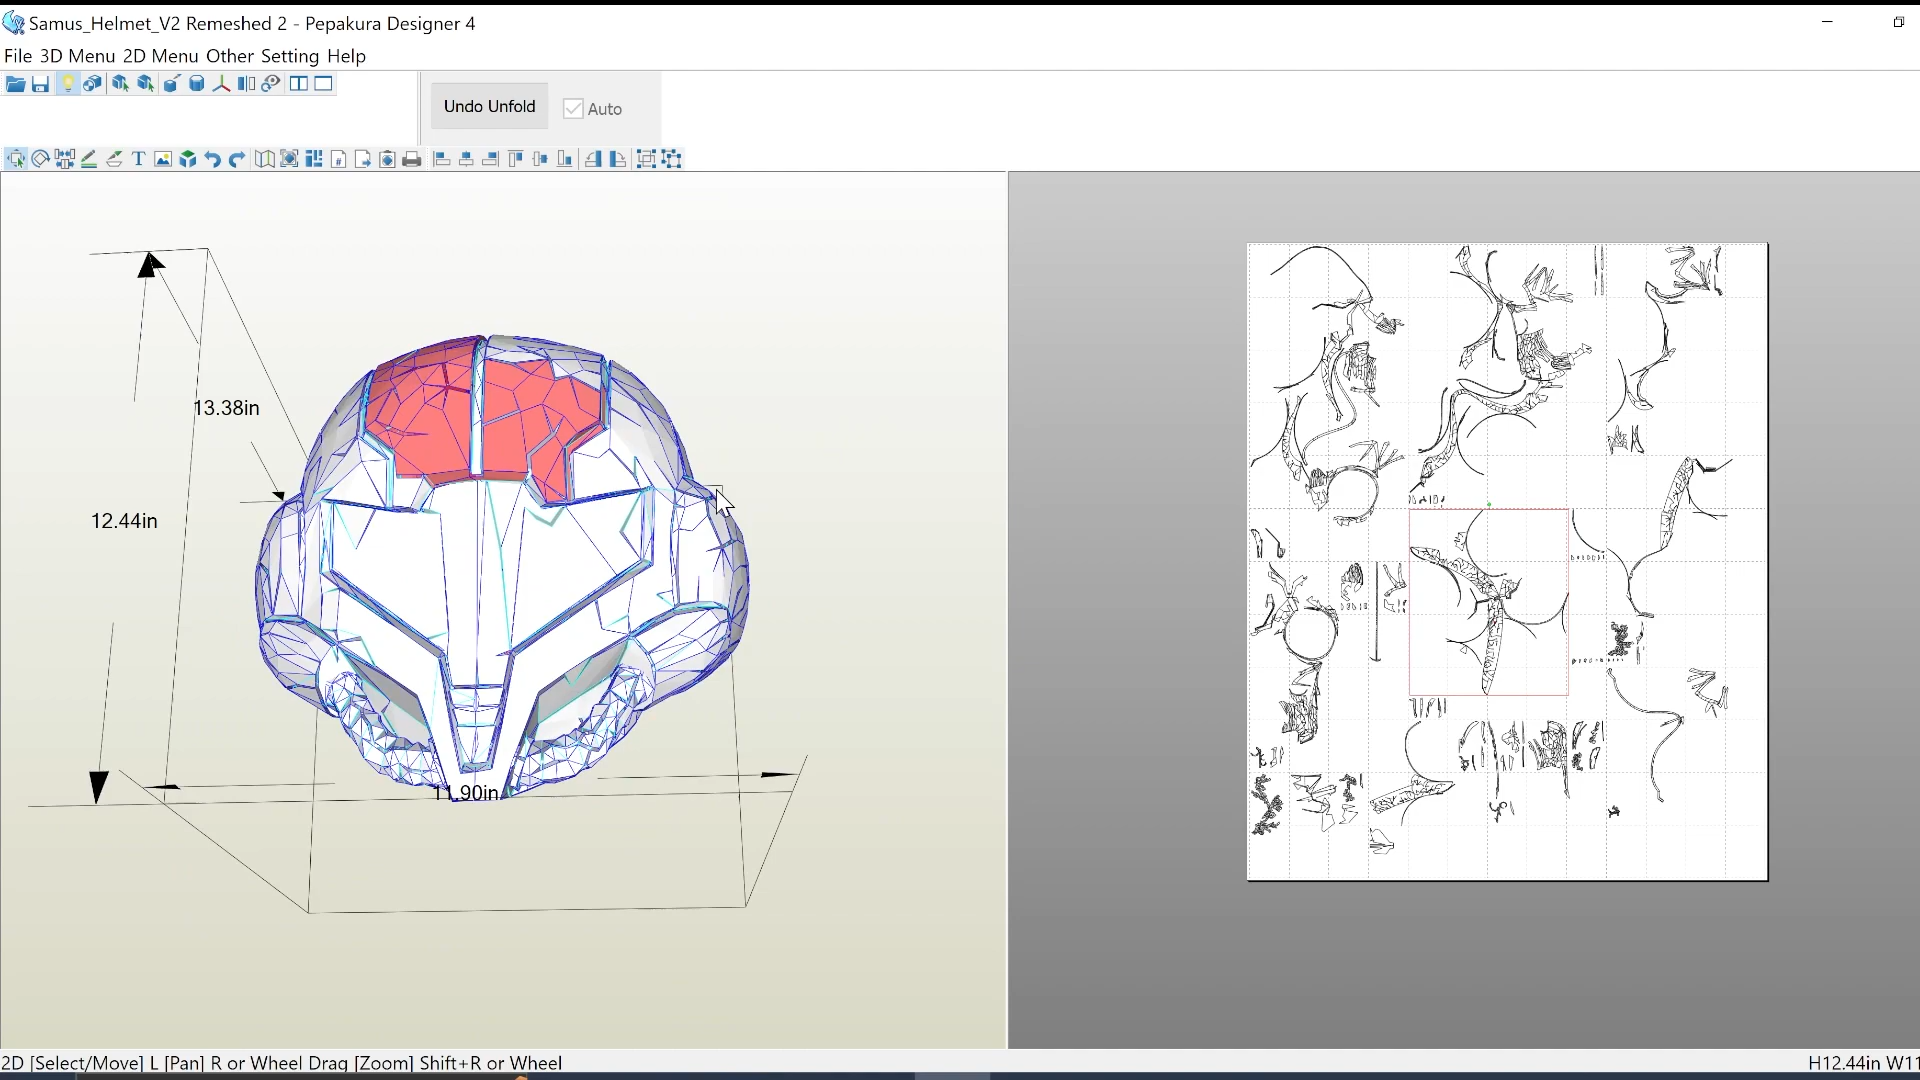 Samus_Helmet_V2 Remeshed 2 - Pepakura Designer 4
File 3D Menu 2D Menu Other Setting Help
Undo Unfold
Auto
13.38in
12.44in
11.90in
2D [Select/Move] L [Pan] R or Wheel Drag [Zoom] Shift+R or Wheel
H12.44in W11